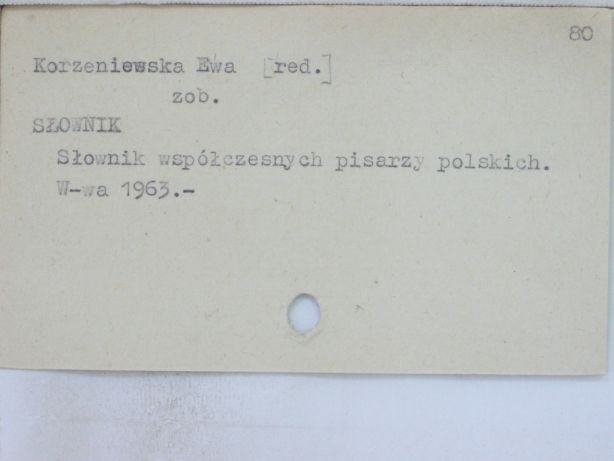 80
Korzeniewska Ewa [red.]
zob.
SŁOWNIK
Słownik współczesnych pisarzy polskich.
W-wa 1963.-